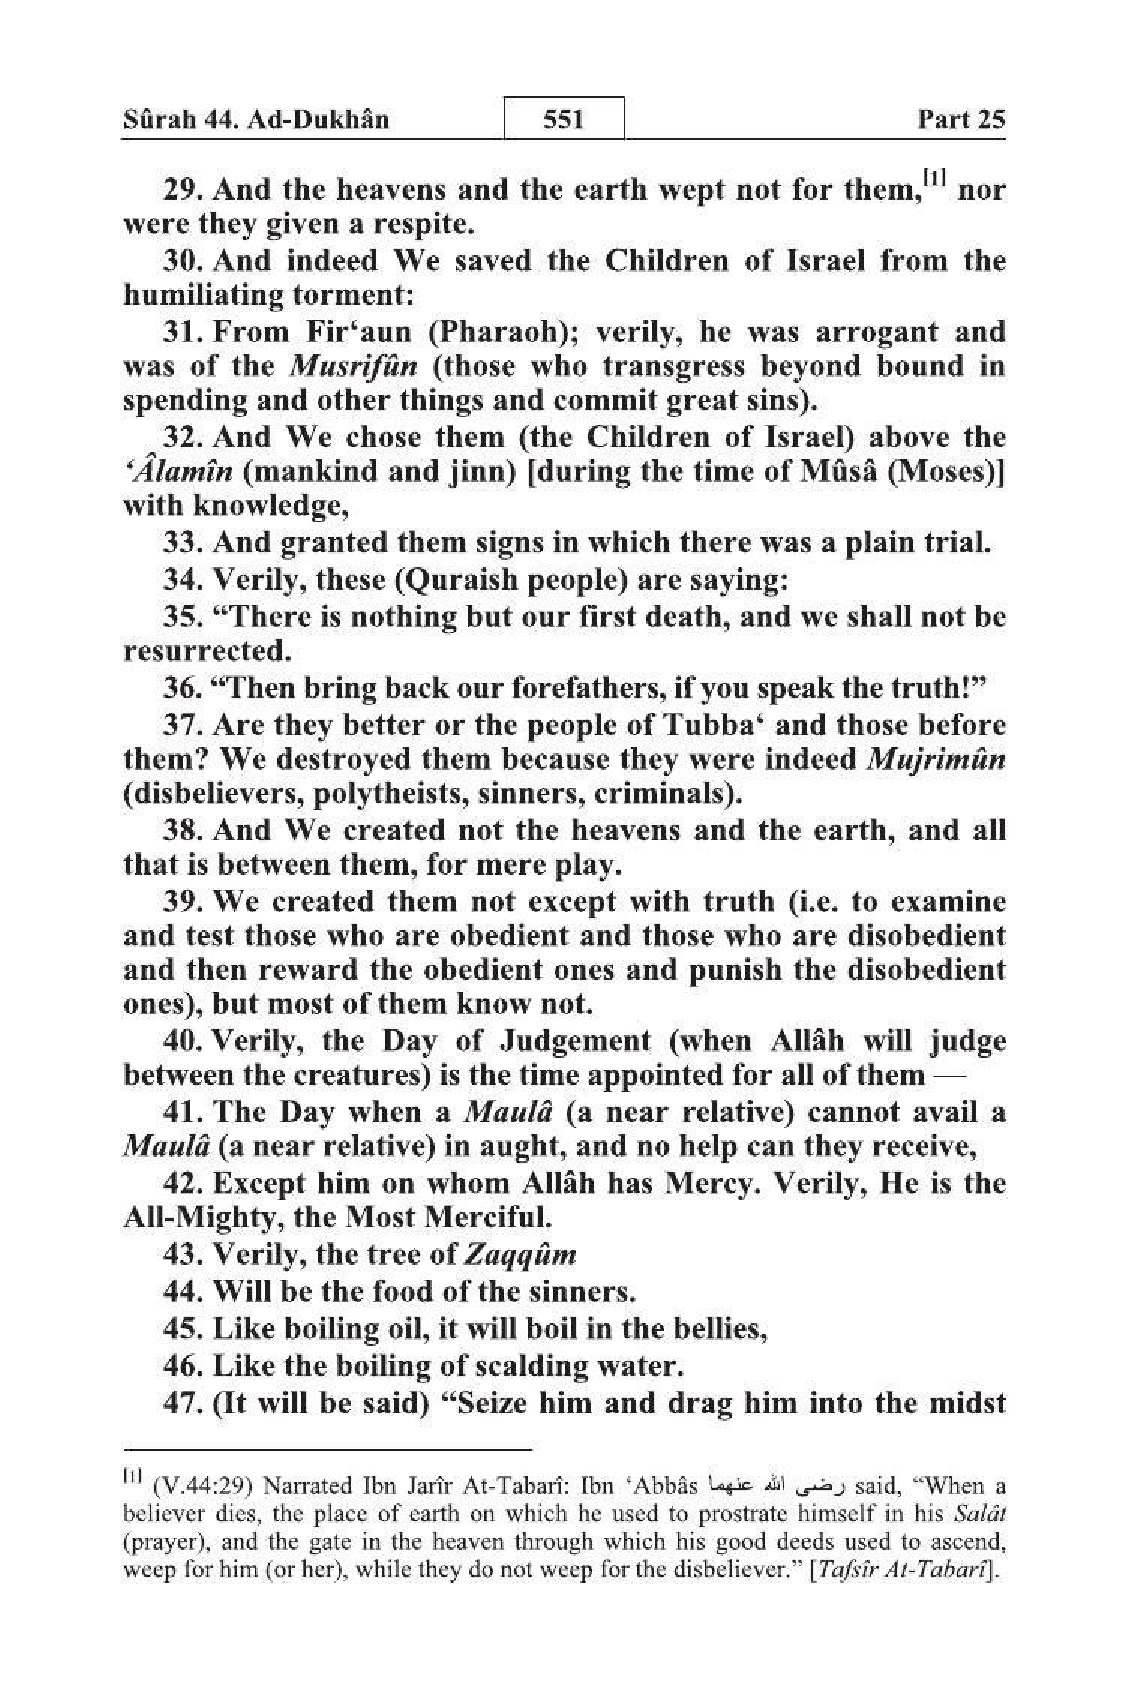 Sûrah 44. Ad-Dukhân 551 Part 25
29. And the heavens and the earth wept not for them,[1] nor
were they given a respite.
30. And indeed We saved the Children of Israel from the
humiliating torment:
31. From Fir‘aun (Pharaoh); verily, he was arrogant and
was of the Musrifûn (those who transgress beyond bound in
spending and other things and commit great sins).
32. And We chose them (the Children of Israel) above the
‘Âlamîn (mankind and jinn) [during the time of Mûsâ (Moses)]
with knowledge,
33. And granted them signs in which there was a plain trial.
34. Verily, these (Quraish people) are saying:
35. “There is nothing but our first death, and we shall not be
resurrected.
36. “Then bring back our forefathers, if you speak the truth!”
37. Are they better or the people of Tubba‘ and those before
them? We destroyed them because they were indeed Mujrimûn
(disbelievers, polytheists, sinners, criminals).
38. And We created not the heavens and the earth, and all
that is between them, for mere play.
39. We created them not except with truth (i.e. to examine
and test those who are obedient and those who are disobedient
and then reward the obedient ones and punish the disobedient
ones), but most of them know not.
40. Verily, the Day of Judgement (when Allâh will judge
between the creatures) is the time appointed for all of them —
41. The Day when a Maulâ (a near relative) cannot avail a
Maulâ (a near relative) in aught, and no help can they receive,
42. Except him on whom Allâh has Mercy. Verily, He is the
All-Mighty, the Most Merciful.
43. Verily, the tree of Zaqqûm
44. Will be the food of the sinners.
45. Like boiling oil, it will boil in the bellies,
46. Like the boiling of scalding water.
47. (It will be said) “Seize him and drag him into the midst
[1] (V.44:29) Narrated Ibn Jarîr At-Tabarî: Ibn ‘Abbâs رضى الله عنهما said, “When a
believer dies, the place of earth on which he used to prostrate himself in his Salât
(prayer), and the gate in the heaven through which his good deeds used to ascend,
weep for him (or her), while they do not weep for the disbeliever.” [Tafsîr At-Tabarî].